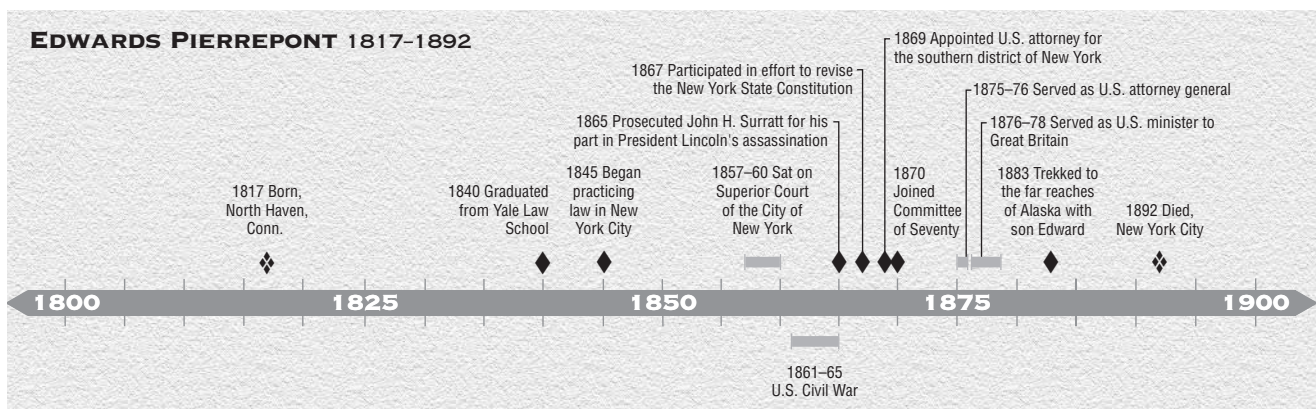 EDWARDS PIERREPONT 1817–1892
1817 Born,
North Haven,
Conn.
1840 Graduated
from Yale Law
School
1845 Began
practicing
law in New
York City
1857–60 Sat on
Superior Court
of the City of
New York
1865 Prosecuted John H. Surratt for his
part in President Lincoln's assassination
1867 Participated in effort to revise
the New York State Constitution
1869 Appointed U.S. attorney for
the southern district of New York
1870
Joined
Committee
of Seventy
1875–76 Served as U.S. attorney general
1876–78 Served as U.S. minister to
Great Britain
1883 Trekked to
the far reaches
of Alaska with
son Edward
1892 Died,
New York City
1800 1825 1850 1875 1900
1861–65
U.S. Civil War